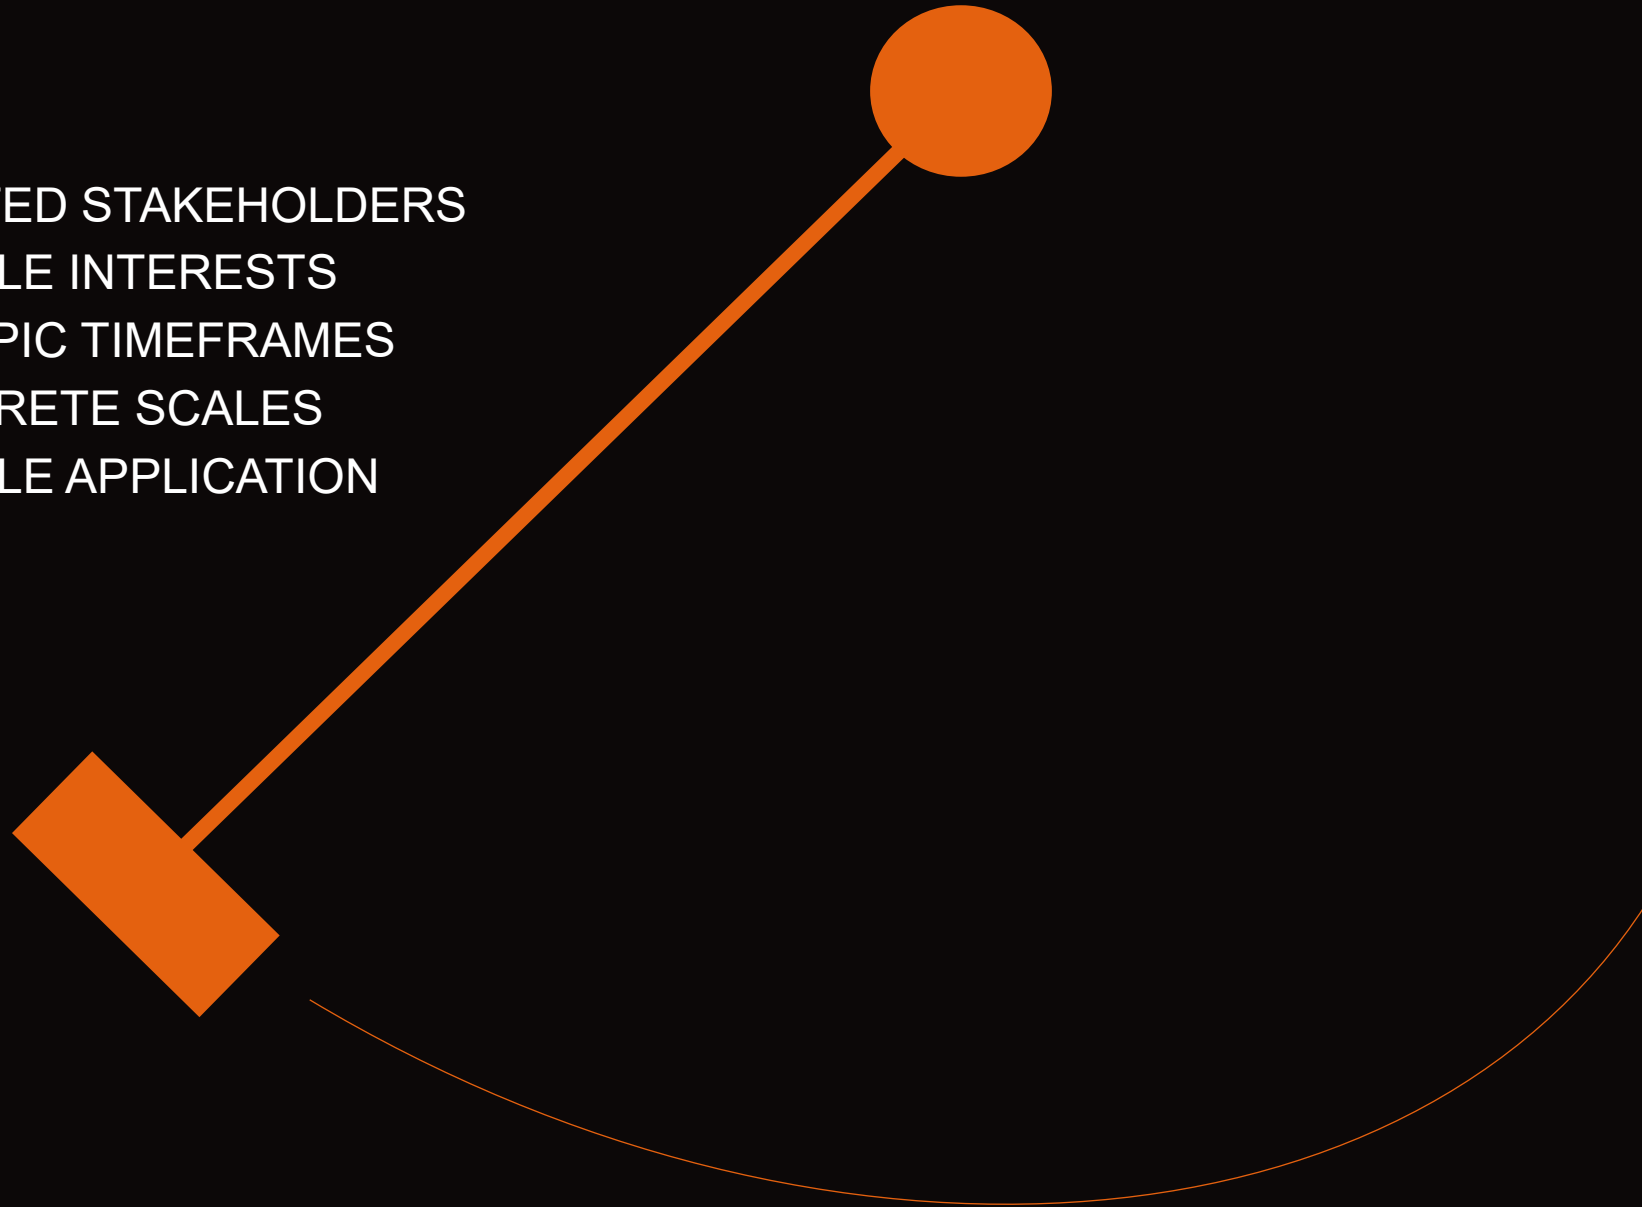 ED STAKEHOLDERS
LE INTERESTS
PIC TIMEFRAMES
RETE SCALES
LE APPLICATION